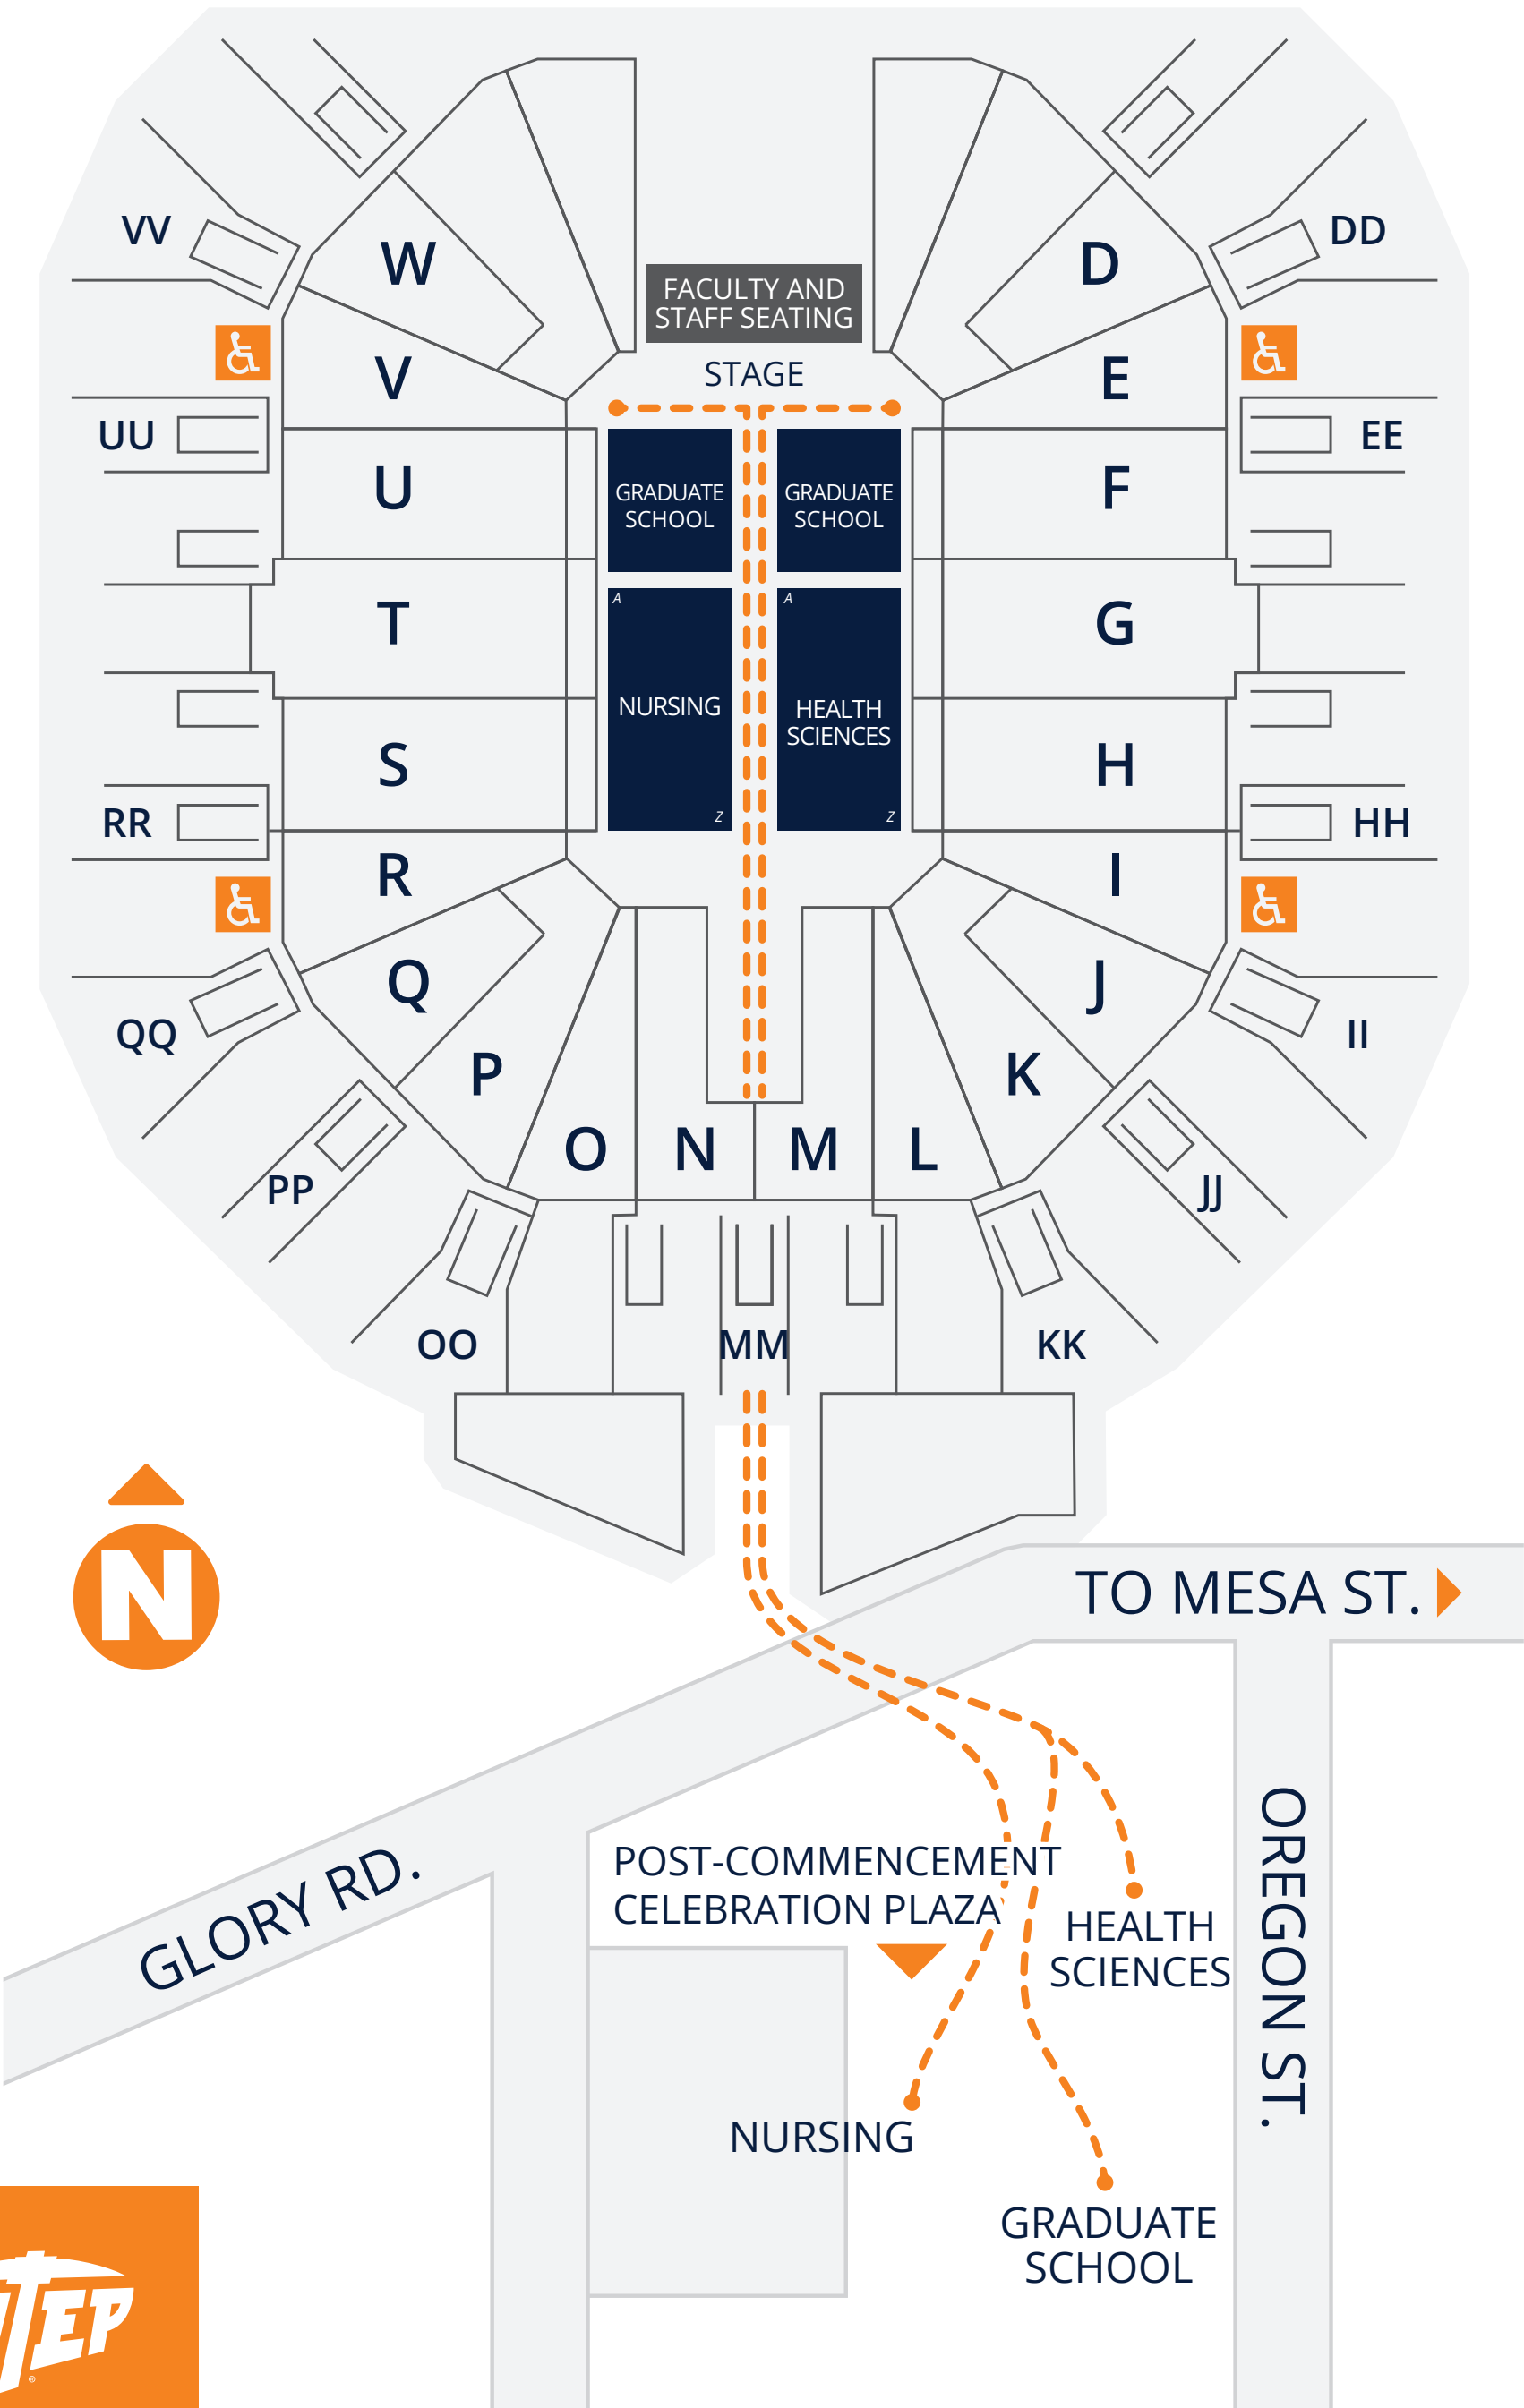 VV
DD
W
D
FACULTY AND
STAFF SEATING
STAGE
V
E
UU
EE
U
F
GRADUATE
SCHOOL
GRADUATE
SCHOOL
T
G
A
A
NURSING
HEALTH
SCIENCES
S
H
Z
Z
RR
HH
R
I
Q
J
QQ
II
P
K
O
N
M
L
PP
JJ
OO
MM
KK
N
TO MESA ST.
GLORY RD.
OREGON ST.
POST-COMMENCEMENT
CELEBRATION PLAZA
HEALTH
SCIENCES
NURSING
GRADUATE
SCHOOL
TEP
®